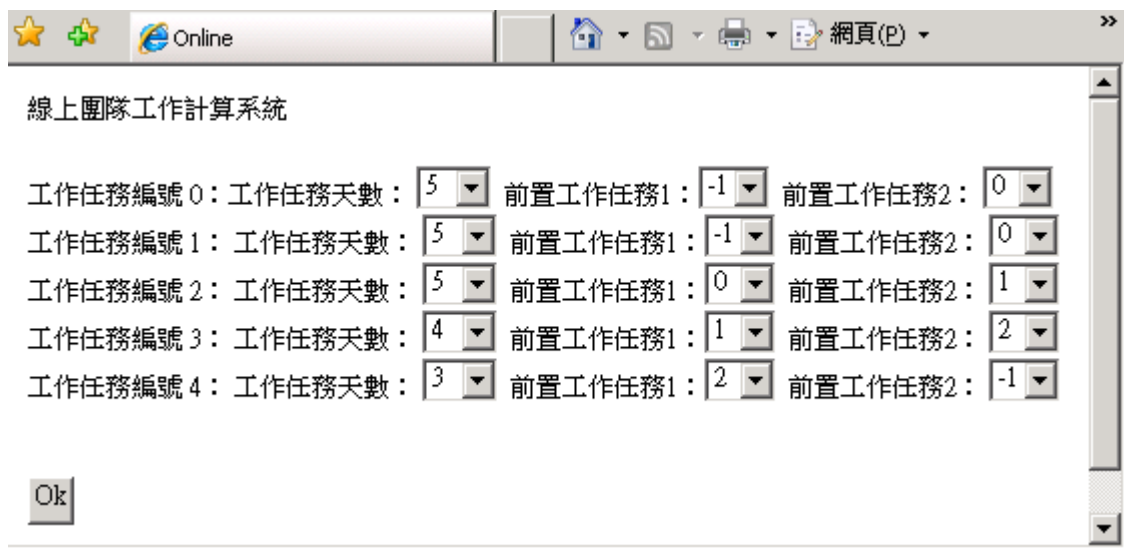 Online 網頁(P) »
線上團隊工作計算系統
工作任務編號 0：工作任務天數： 5 前置工作任務1： -1 前置工作任務2： 0
工作任務編號 1： 工作任務天數： 5 前置工作任務1： -1 前置工作任務2： 0
工作任務編號 2： 工作任務天數： 5 前置工作任務1： 0 前置工作任務2： 1
工作任務編號 3： 工作任務天數： 4 前置工作任務1： 1 前置工作任務2： 2
工作任務編號 4： 工作任務天數： 3 前置工作任務1： 2 前置工作任務2： -1
Ok